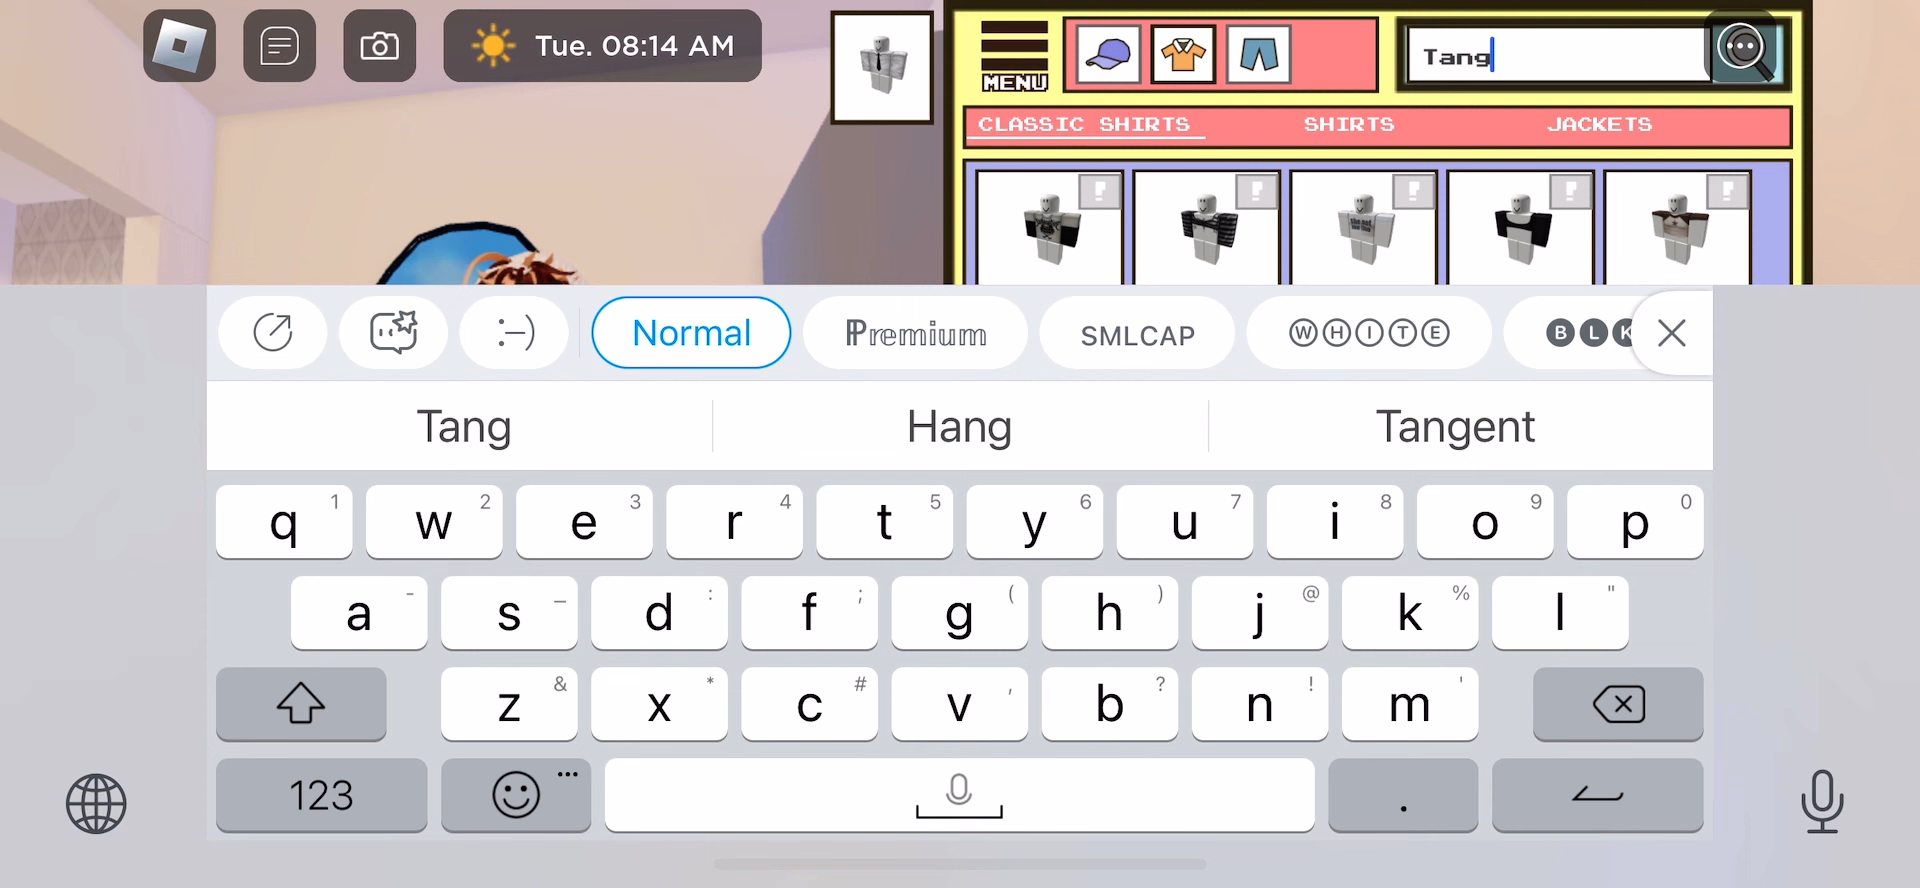 Tue. 08:14 AM
MENU
Tang
CLASSIC SHIRTS SHIRTS JACKETS
:-) Normal ℙremium SMLCAP ⓌⒽⒾⓉⒺ 🅑🅛🅚
Tang Hang Tangent
q 1 w 2 e 3 r 4 t 5 y 6 u 7 i 8 o 9 p 0
a - s _ d : f ; g ( h ) j @ k % l "
z & x * c # v , b ? n ! m '
123 .